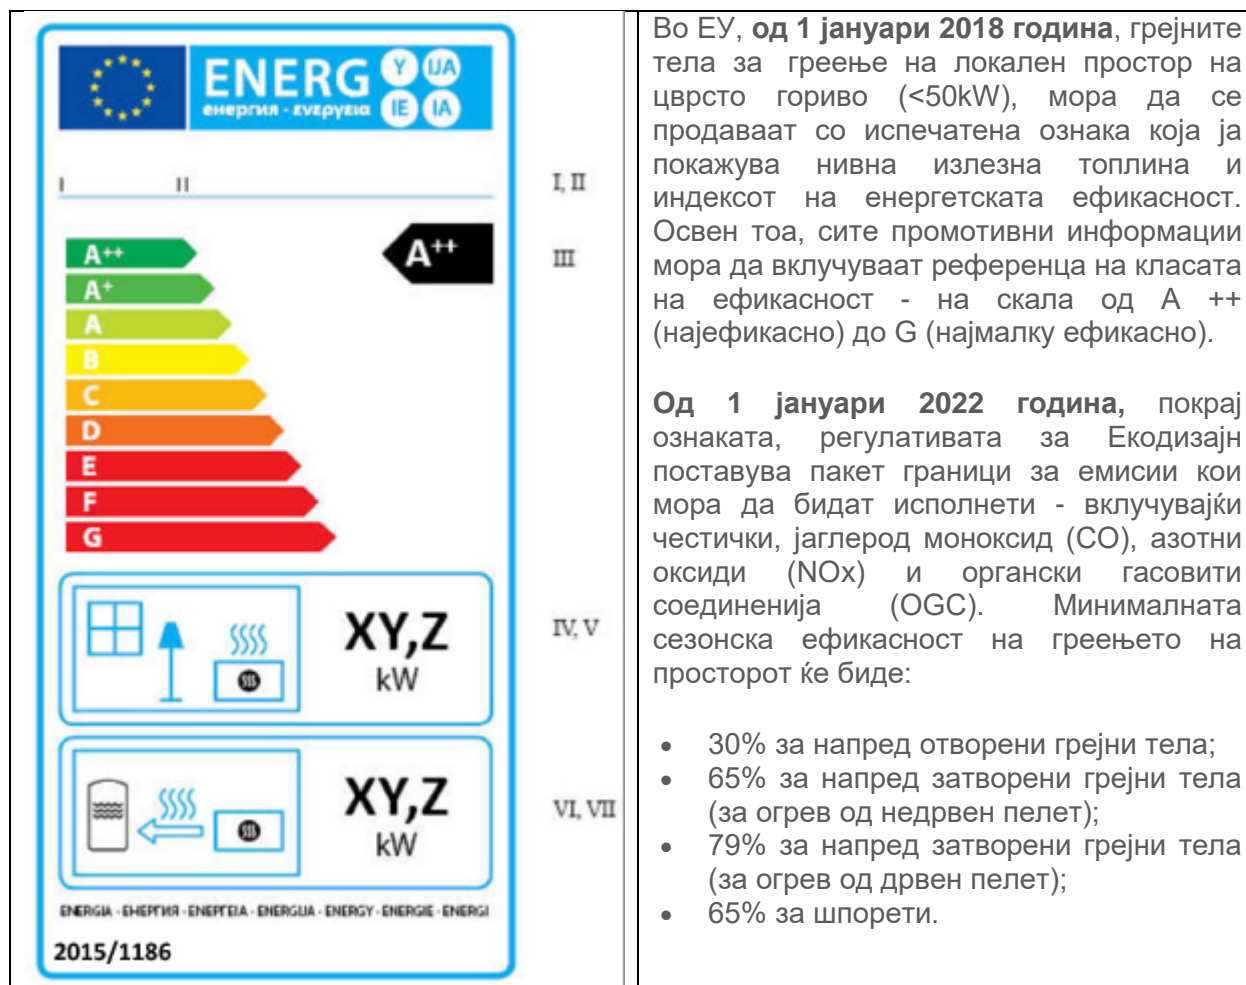 ENERG Y IJA
енергия · ενεργεια IE IA
I II
I, II
A++
A++
III
A+
A
B
C
D
E
F
G
XY,Z
kW
IV, V
XY,Z
kW
VI, VII
ENERGIA · ЕНЕРГИЯ · ΕΝΕΡΓΕΙΑ · ENERGIJA · ENERGY · ENERGIE · ENERGI
2015/1186
Во ЕУ, од 1 јануари 2018 година, грејните
тела за греење на локален простор на
цврсто гориво (<50kW), мора да се
продаваат со испечатена ознака која ја
покажува нивна излезна топлина и
индексот на енергетската ефикасност.
Освен тоа, сите промотивни информации
мора да вклучуваат референца на класата
на ефикасност - на скала од А ++
(најефикасно) до G (најмалку ефикасно).
Од 1 јануари 2022 година, покрај
ознаката, регулативата за Екодизајн
поставува пакет граници за емисии кои
мора да бидат исполнети - вклучувајќи
честички, јаглерод моноксид (CO), азотни
оксиди (NOx) и органски гасовити
соединенија (OGC). Минималната
сезонска ефикасност на греењето на
просторот ќе биде:
• 30% за напред отворени грејни тела;
• 65% за напред затворени грејни тела
(за огрев од недрвен пелет);
• 79% за напред затворени грејни тела
(за огрев од дрвен пелет);
• 65% за шпорети.